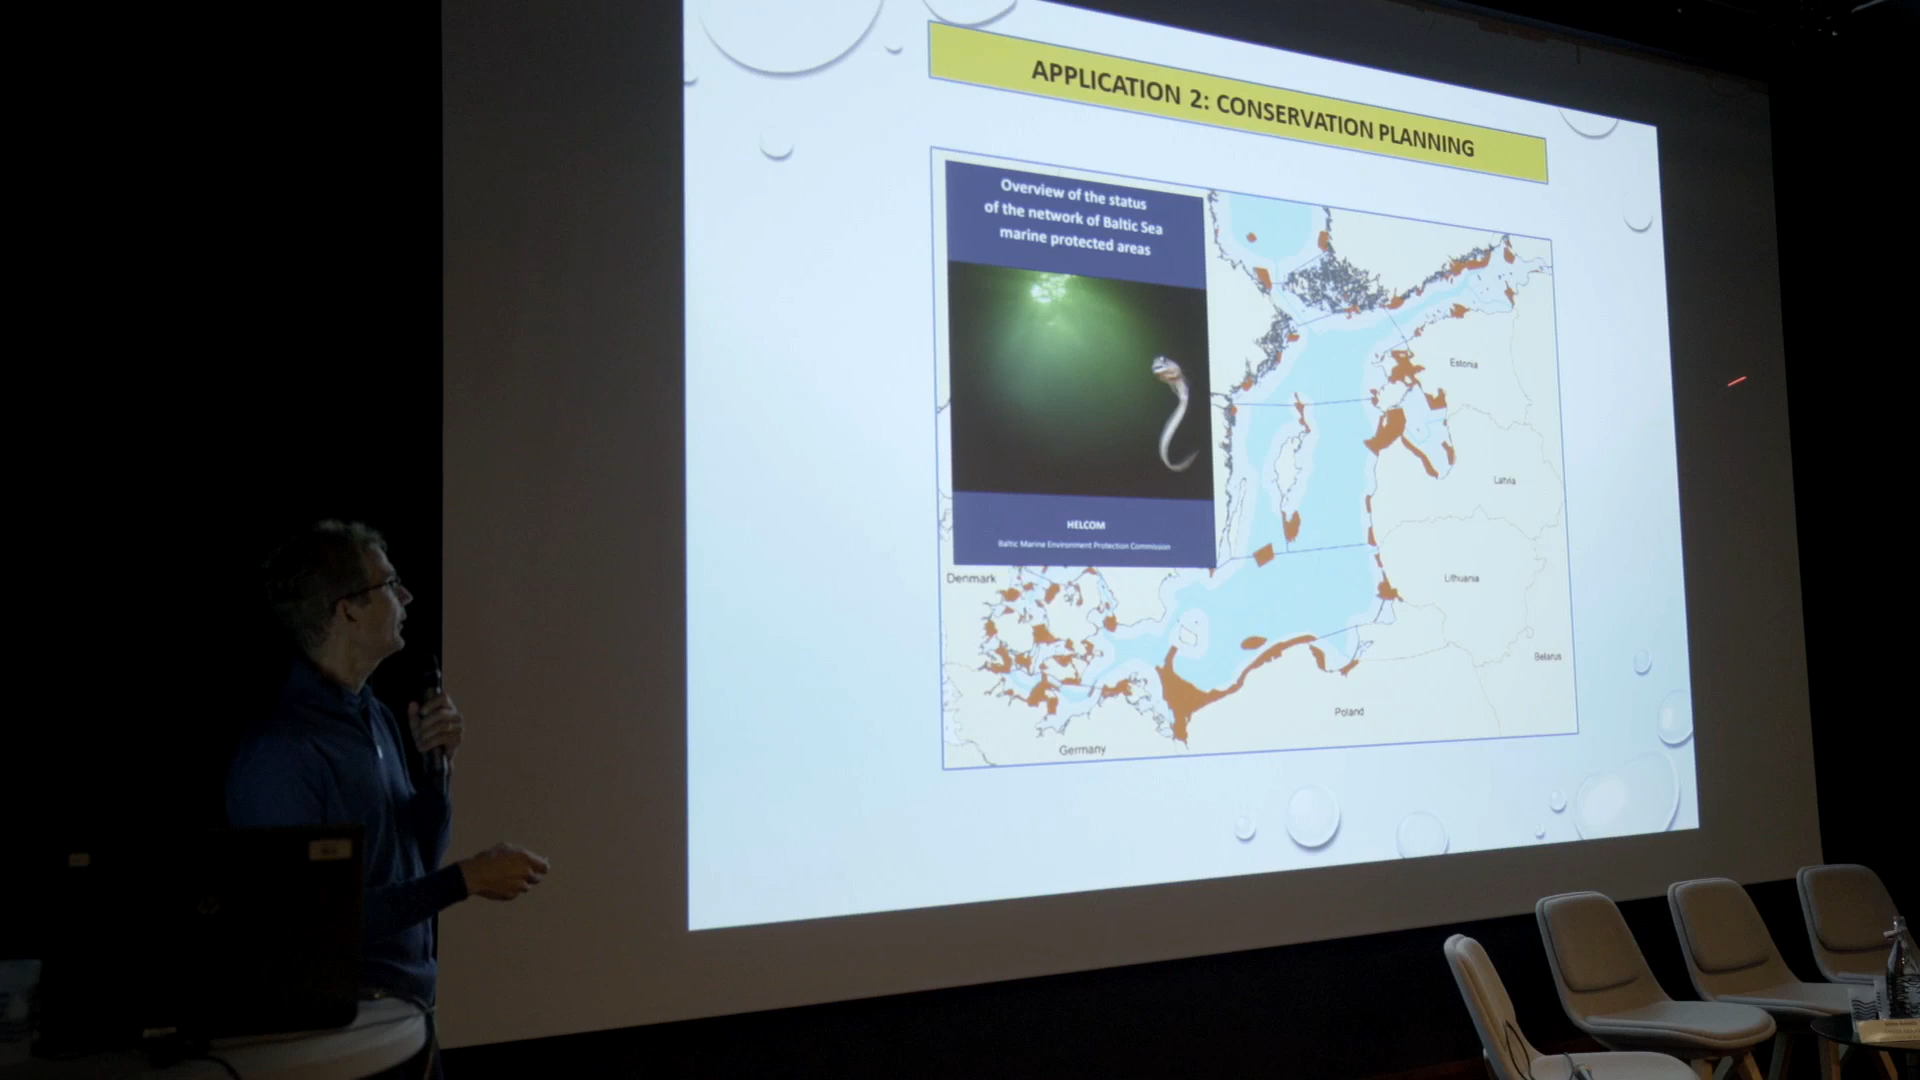 APPLICATION 2: CONSERVATION PLANNING
Overview of the status
of the network of Baltic Sea
marine protected areas
HELCOM
Baltic Marine Environment Protection Commission
Estonia
Latvia
Lithuania
Belarus
Poland
Germany
Denmark